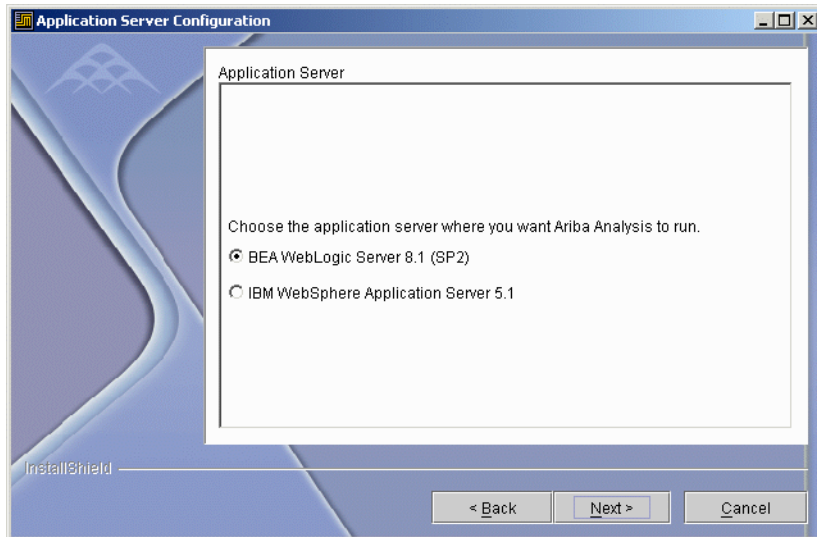 Application Server Configuration
Application Server
Choose the application server where you want Ariba Analysis to run.
BEA WebLogic Server 8.1 (SP2)
IBM WebSphere Application Server 5.1
InstallShield
< Back
Next >
Cancel